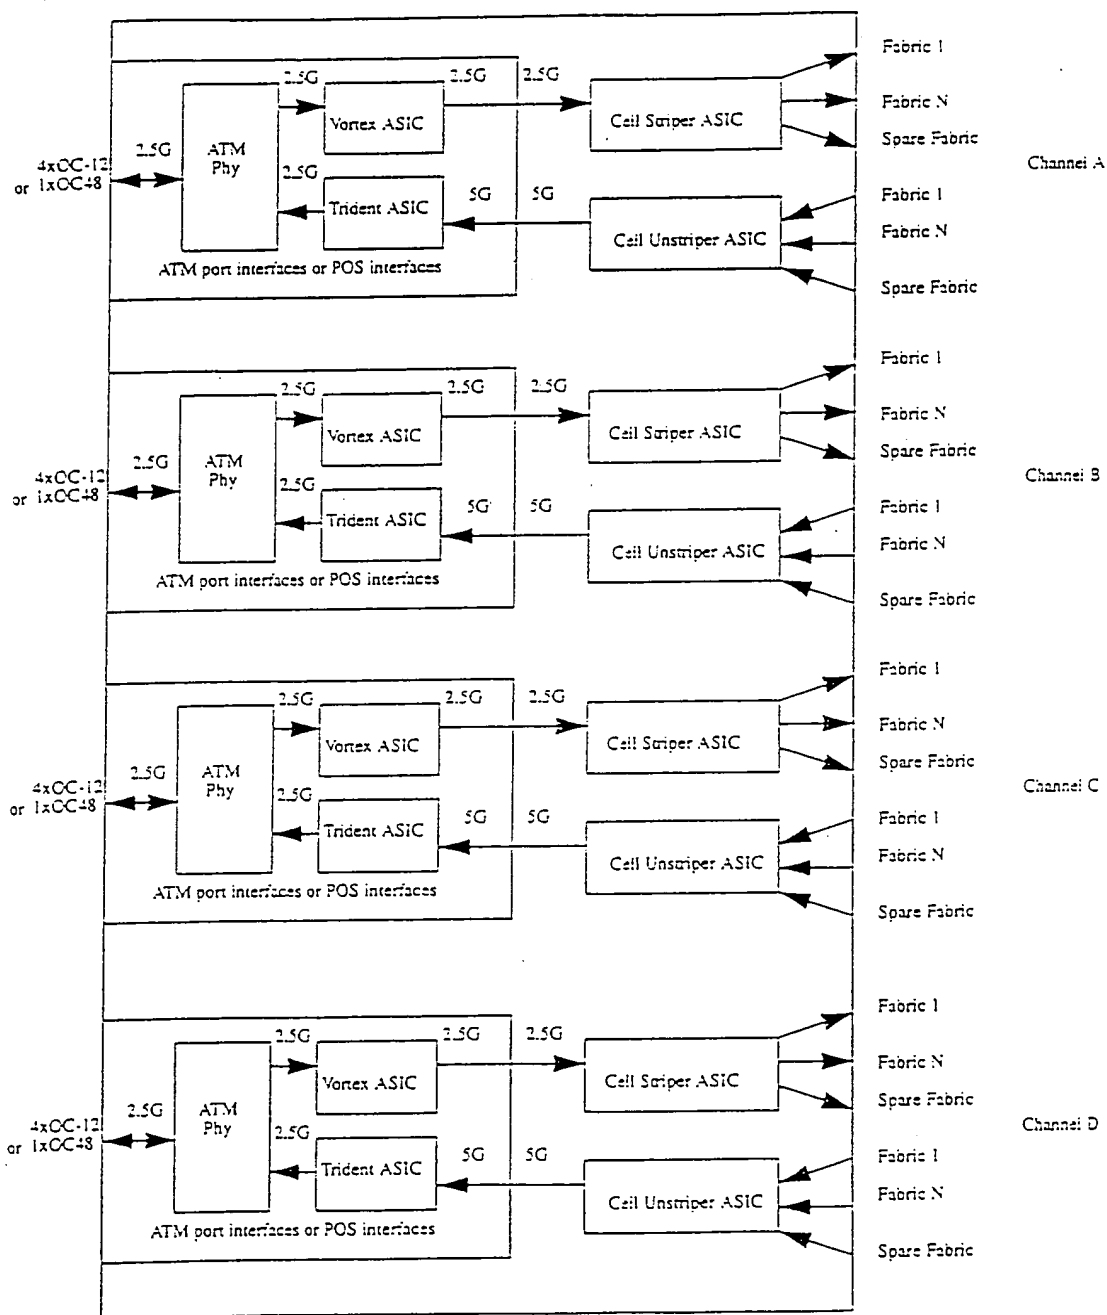 Fabric 1
2.5G
2.5G
2.5G
Fabric N
Vortex ASIC
Cell Striper ASIC
Spare Fabric
4xOC-12
or 1xOC48
2.5G
ATM
Phy
2.5G
Channel A
Trident ASIC
5G
5G
Fabric 1
Cell Unstriper ASIC
Fabric N
ATM port interfaces or POS interfaces
Spare Fabric
Fabric 1
2.5G
2.5G
2.5G
Fabric N
Vortex ASIC
Cell Striper ASIC
Spare Fabric
4xOC-12
or 1xOC48
2.5G
ATM
Phy
2.5G
Channel B
Trident ASIC
5G
5G
Fabric 1
Cell Unstriper ASIC
Fabric N
ATM port interfaces or POS interfaces
Spare Fabric
Fabric 1
2.5G
2.5G
2.5G
Fabric N
Vortex ASIC
Cell Striper ASIC
Spare Fabric
4xOC-12
or 1xOC48
2.5G
ATM
Phy
2.5G
Channel C
Trident ASIC
5G
5G
Fabric 1
Cell Unstriper ASIC
Fabric N
ATM port interfaces or POS interfaces
Spare Fabric
Fabric 1
2.5G
2.5G
2.5G
Fabric N
Vortex ASIC
Cell Striper ASIC
Spare Fabric
4xOC-12
or 1xOC48
2.5G
ATM
Phy
2.5G
Channel D
Trident ASIC
5G
5G
Fabric 1
Cell Unstriper ASIC
Fabric N
ATM port interfaces or POS interfaces
Spare Fabric